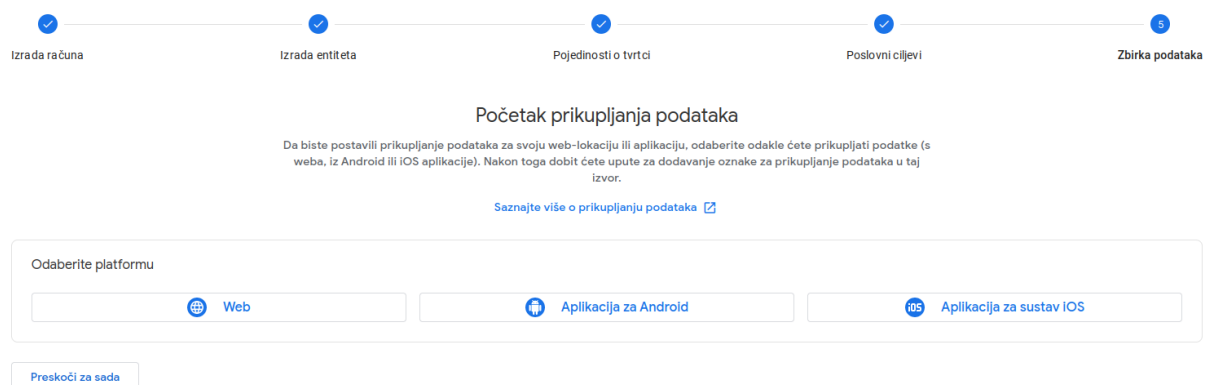 5
Izrada računa
Izrada entiteta
Pojedinosti o tvrtci
Poslovni ciljevi
Zbirka podataka
Početak prikupljanja podataka
Da biste postavili prikupljanje podataka za svoju web-lokaciju ili aplikaciju, odaberite odakle ćete prikupljati podatke (s
weba, iz Android ili iOS aplikacije). Nakon toga dobit ćete upute za dodavanje oznake za prikupljanje podataka u taj
izvor.
Saznajte više o prikupljanju podataka
Odaberite platformu
Web
Aplikacija za Android
iOS Aplikacija za sustav iOS
Preskoči za sada